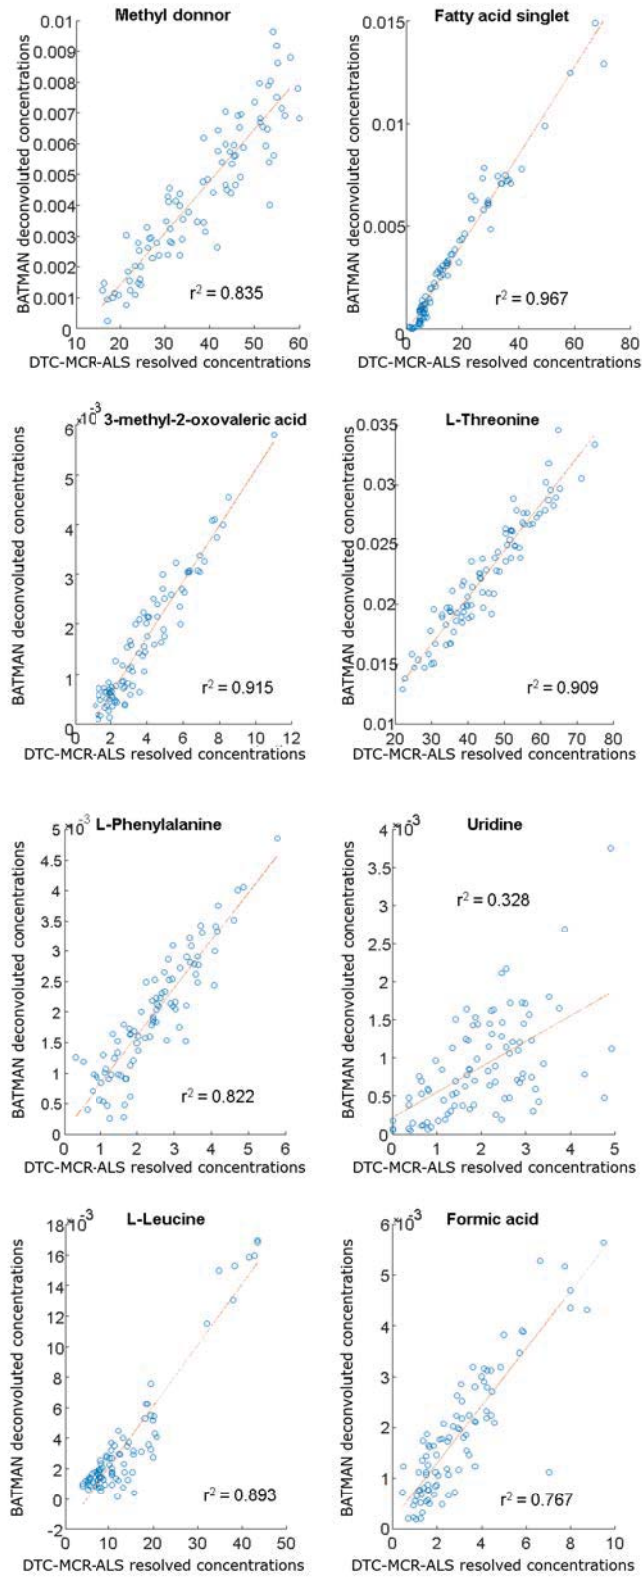 Methyl donnor
BATMAN deconvoluted concentrations
0.01
0.009
0.008
0.007
0.006
0.005
0.004
0.003
0.002
0.001
0
r² = 0.835
10 20 30 40 50 60
DTC-MCR-ALS resolved concentrations
Fatty acid singlet
BATMAN deconvoluted concentrations
0.015
0.01
0.005
0
r² = 0.967
0 20 40 60 80
DTC-MCR-ALS resolved concentrations
3-methyl-2-oxovaleric acid
×10⁻³
BATMAN deconvoluted concentrations
6
5
4
3
2
1
0
r² = 0.915
0 2 4 6 8 10 12
DTC-MCR-ALS resolved concentrations
L-Threonine
BATMAN deconvoluted concentrations
0.035
0.03
0.025
0.02
0.015
0.01
r² = 0.909
20 30 40 50 60 70 80
DTC-MCR-ALS resolved concentrations
L-Phenylalanine
×10⁻³
BATMAN deconvoluted concentrations
5
4.5
4
3.5
3
2.5
2
1.5
1
0.5
0
r² = 0.822
0 1 2 3 4 5 6
DTC-MCR-ALS resolved concentrations
Uridine
×10⁻³
BATMAN deconvoluted concentrations
4
3.5
3
2.5
2
1.5
1
0.5
0
r² = 0.328
0 1 2 3 4 5
DTC-MCR-ALS resolved concentrations
L-Leucine
×10⁻³
BATMAN deconvoluted concentrations
18
16
14
12
10
8
6
4
2
0
-2
r² = 0.893
0 10 20 30 40 50
DTC-MCR-ALS resolved concentrations
Formic acid
×10⁻³
BATMAN deconvoluted concentrations
6
5
4
3
2
1
0
r² = 0.767
0 2 4 6 8 10
DTC-MCR-ALS resolved concentrations